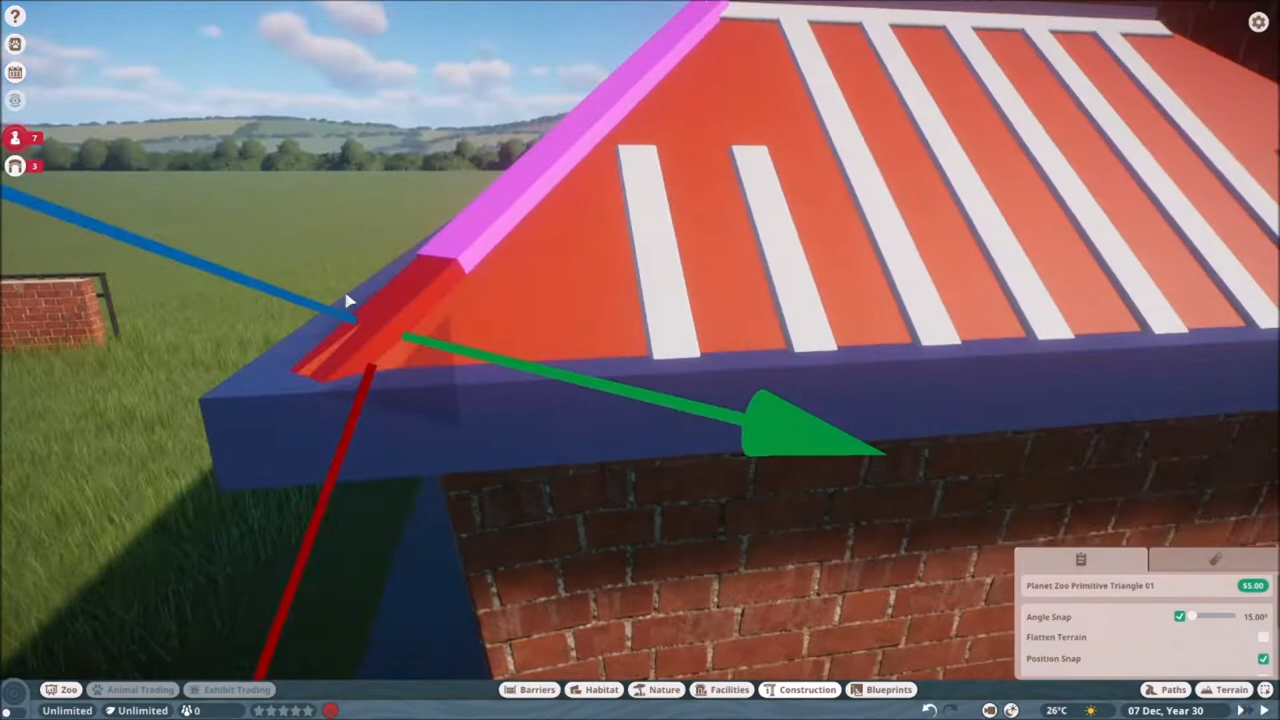 ?
7
3
Planet Zoo Primitive Triangle 01 $5.00
Angle Snap 15.00°
Flatten Terrain
Position Snap
Zoo Animal Trading Exhibit Trading Barriers Habitat Nature Facilities Construction Blueprints Paths Terrain
Unlimited Unlimited 0 26°C 07 Dec, Year 30